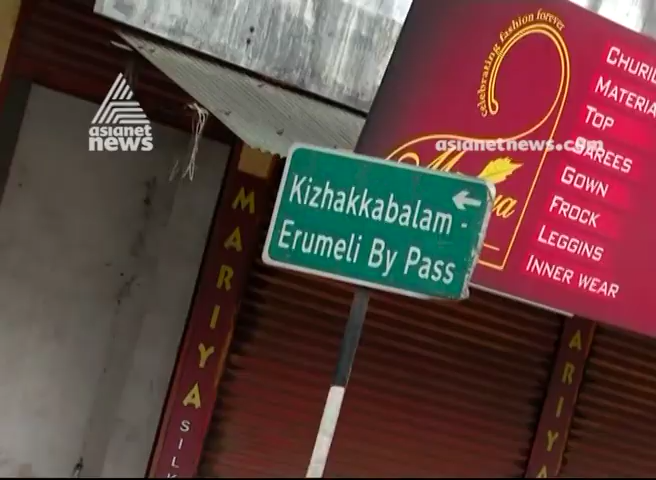 asianet
news
asianetnews.com
celebrating fashion forever
CHURID
MATERIA
TOP
SAREES
GOWN
FROCK
LEGGINS
INNER WEAR
Kizhakkabalam -
Erumeli By Pass
MARIYA
SILK
ARIYA